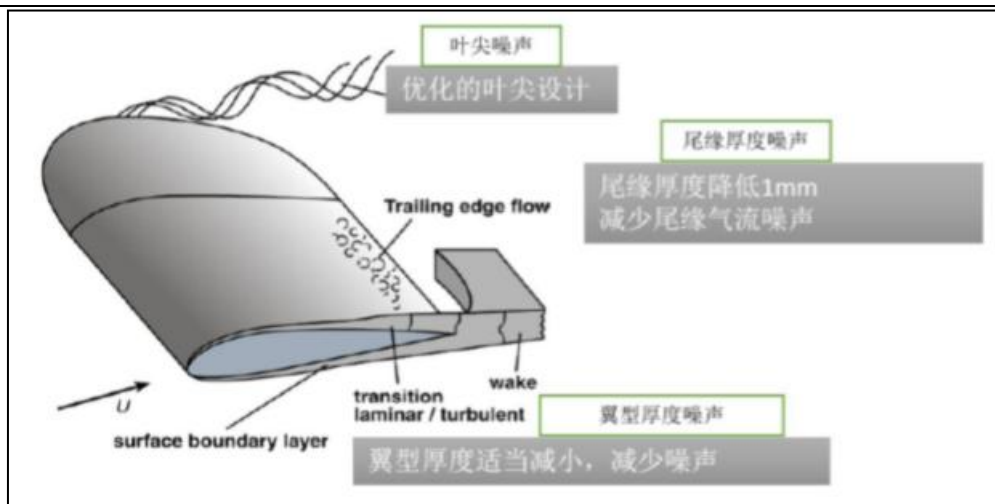 叶尖噪声
优化的叶尖设计
尾缘厚度噪声
尾缘厚度降低1mm
减少尾缘气流噪声
Trailing edge flow
wake
transition
laminar / turbulent
U
surface boundary layer
翼型厚度噪声
翼型厚度适当减小，减少噪声